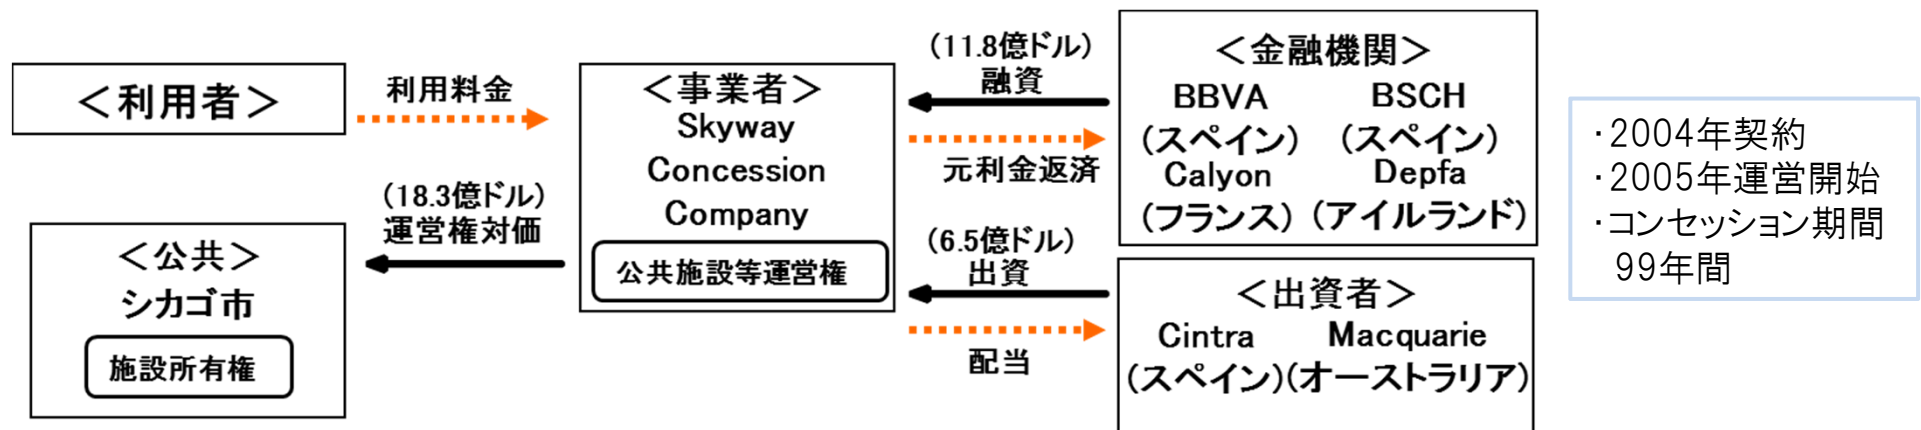 ＜利用者＞
利用料金
＜事業者＞
Skyway
Concession
Company
公共施設等運営権
(18.3億ドル)
運営権対価
＜公共＞
シカゴ市
施設所有権
(11.8億ドル)
融資
元利金返済
(6.5億ドル)
出資
配当
＜金融機関＞
BBVA BSCH
(スペイン) (スペイン)
Calyon Depfa
(フランス) (アイルランド)
＜出資者＞
Cintra Macquarie
(スペイン)(オーストラリア)
・2004年契約
・2005年運営開始
・コンセッション期間
99年間